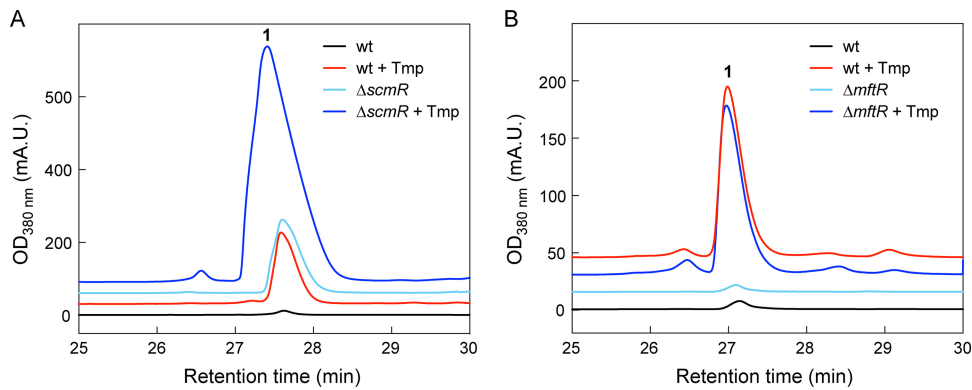 A
1
wt
wt + Tmp
ΔscmR
ΔscmR + Tmp
500
400
200
0
OD380 nm (mA.U.)
25 26 27 28 29 30
Retention time (min)
B
1
wt
wt + Tmp
ΔmftR
ΔmftR + Tmp
200
150
100
50
0
OD380 nm (mA.U.)
25 26 27 28 29 30
Retention time (min)